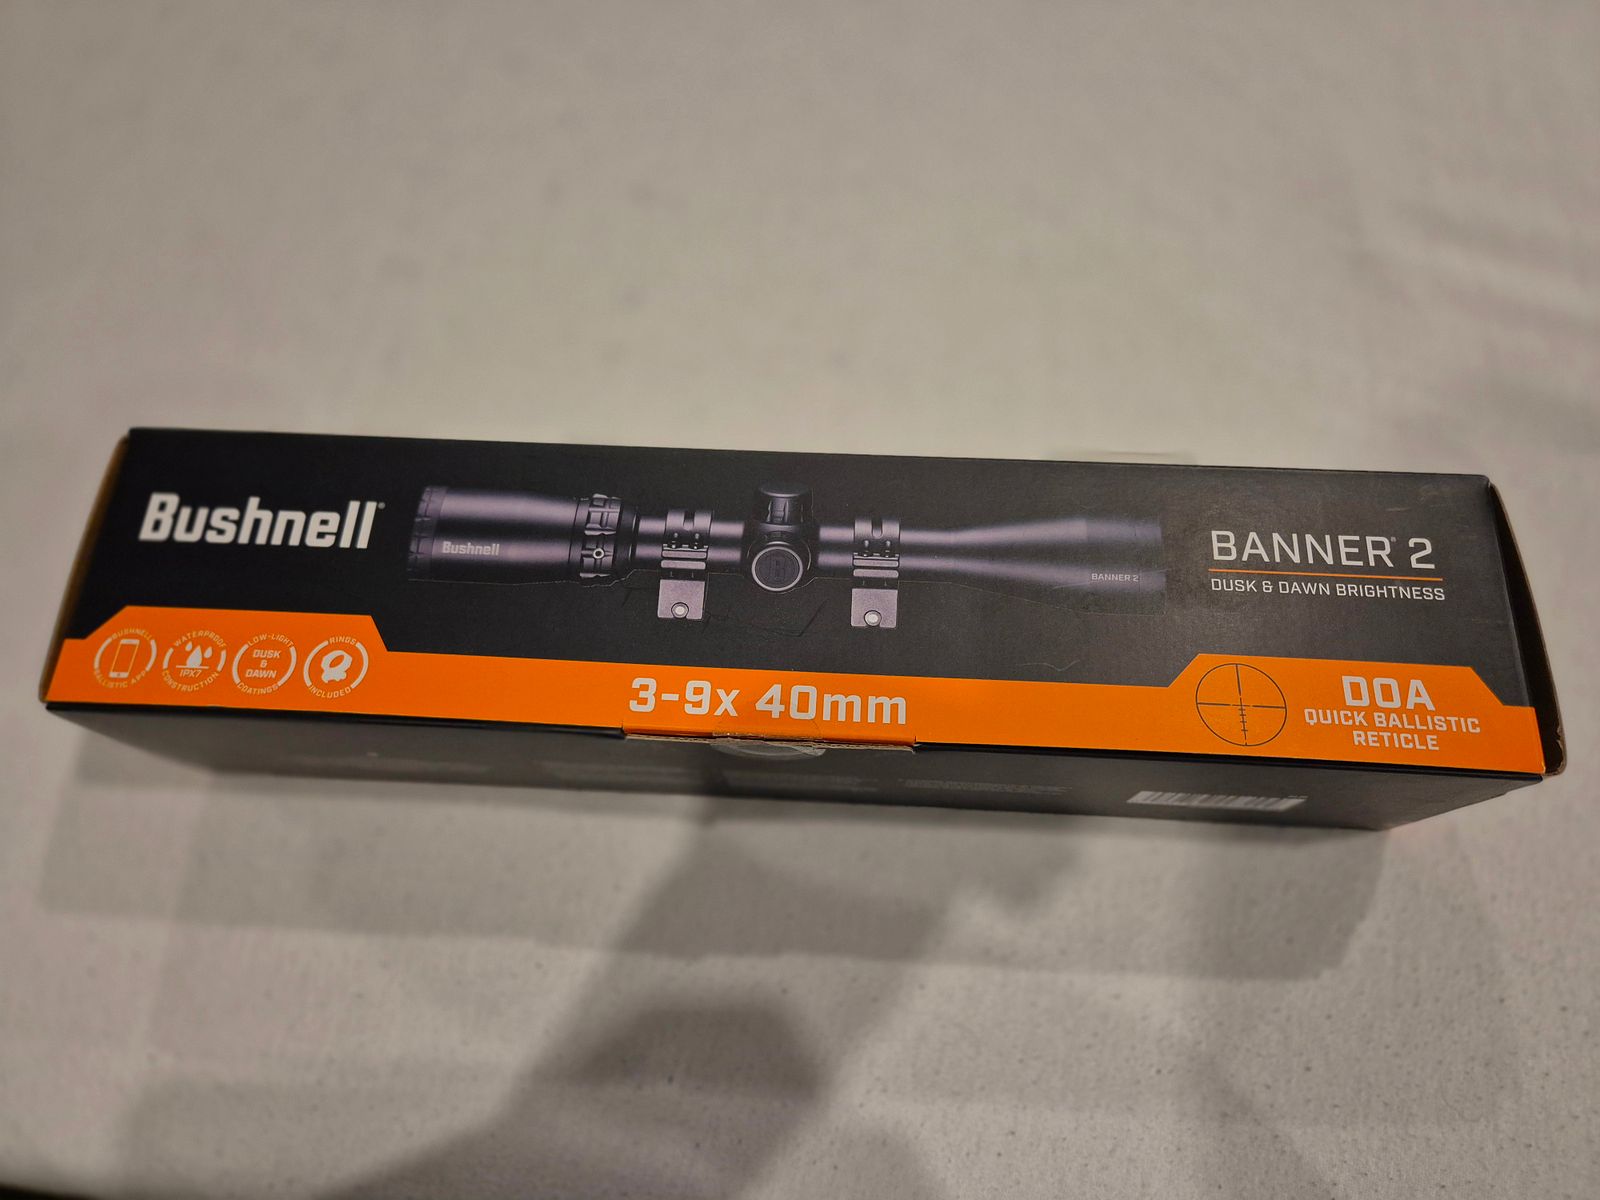 Bushnell
Bushnell
BANNER 2
BANNER® 2
DUSK & DAWN BRIGHTNESS
BUSHNELL
BALLISTIC APP
WATERPROOF
IPX7
CONSTRUCTION
LOW-LIGHT
DUSK
&
DAWN
COATINGS
RINGS
INCLUDED
3-9x 40mm
DOA
QUICK BALLISTIC
RETICLE